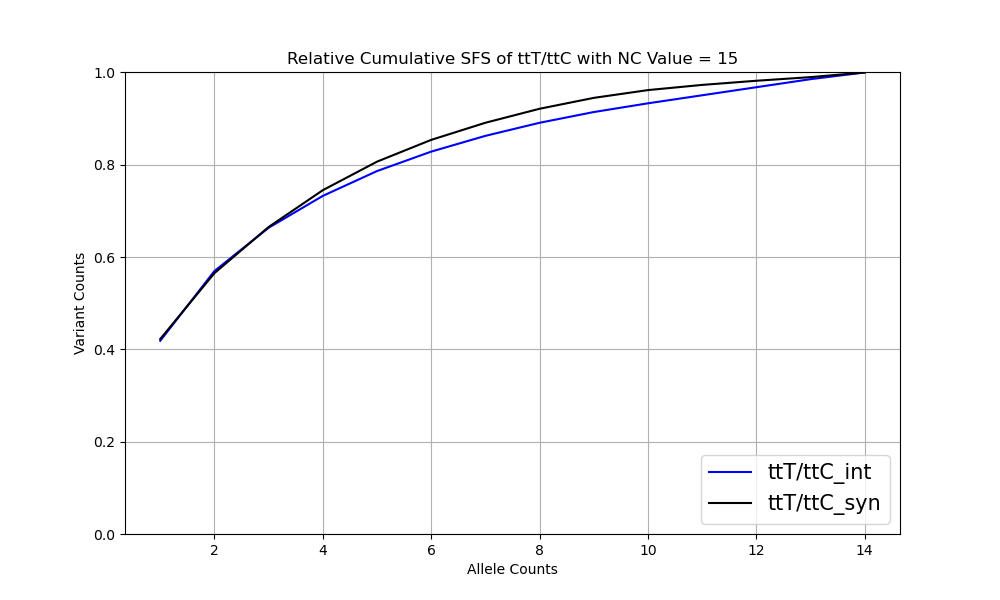 Relative Cumulative SFS of ttT/ttC with NC Value = 15
1.0
0.8
0.6
0.4
0.2
0.0
Variant Counts
2 4 6 8 10 12 14
Allele Counts
ttT/ttC_int
ttT/ttC_syn